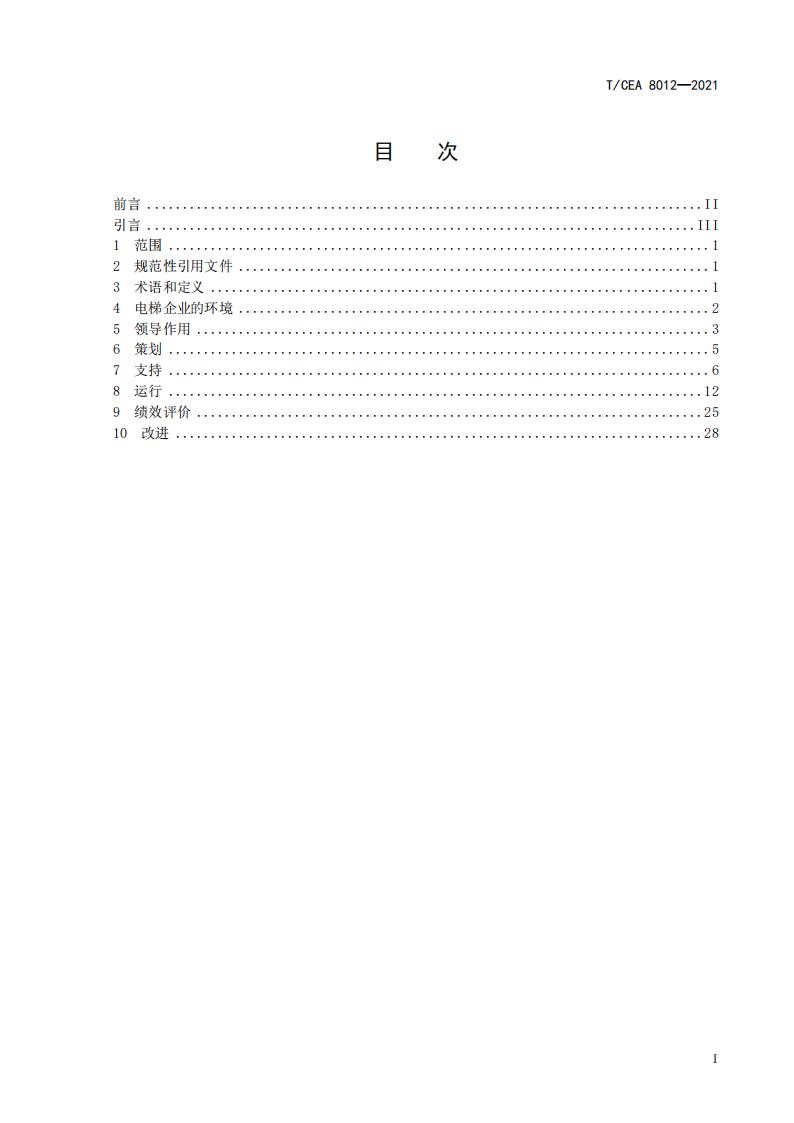 T/CEA 8012—2021
目 次
前言 ........................................................................ II
引言 ........................................................................ III
1 范围 ........................................................................ 1
2 规范性引用文件 ........................................................................ 1
3 术语和定义 ........................................................................ 1
4 电梯企业的环境 ........................................................................ 2
5 领导作用 ........................................................................ 3
6 策划 ........................................................................ 5
7 支持 ........................................................................ 6
8 运行 ........................................................................ 12
9 绩效评价 ........................................................................ 25
10 改进 ........................................................................ 28
I